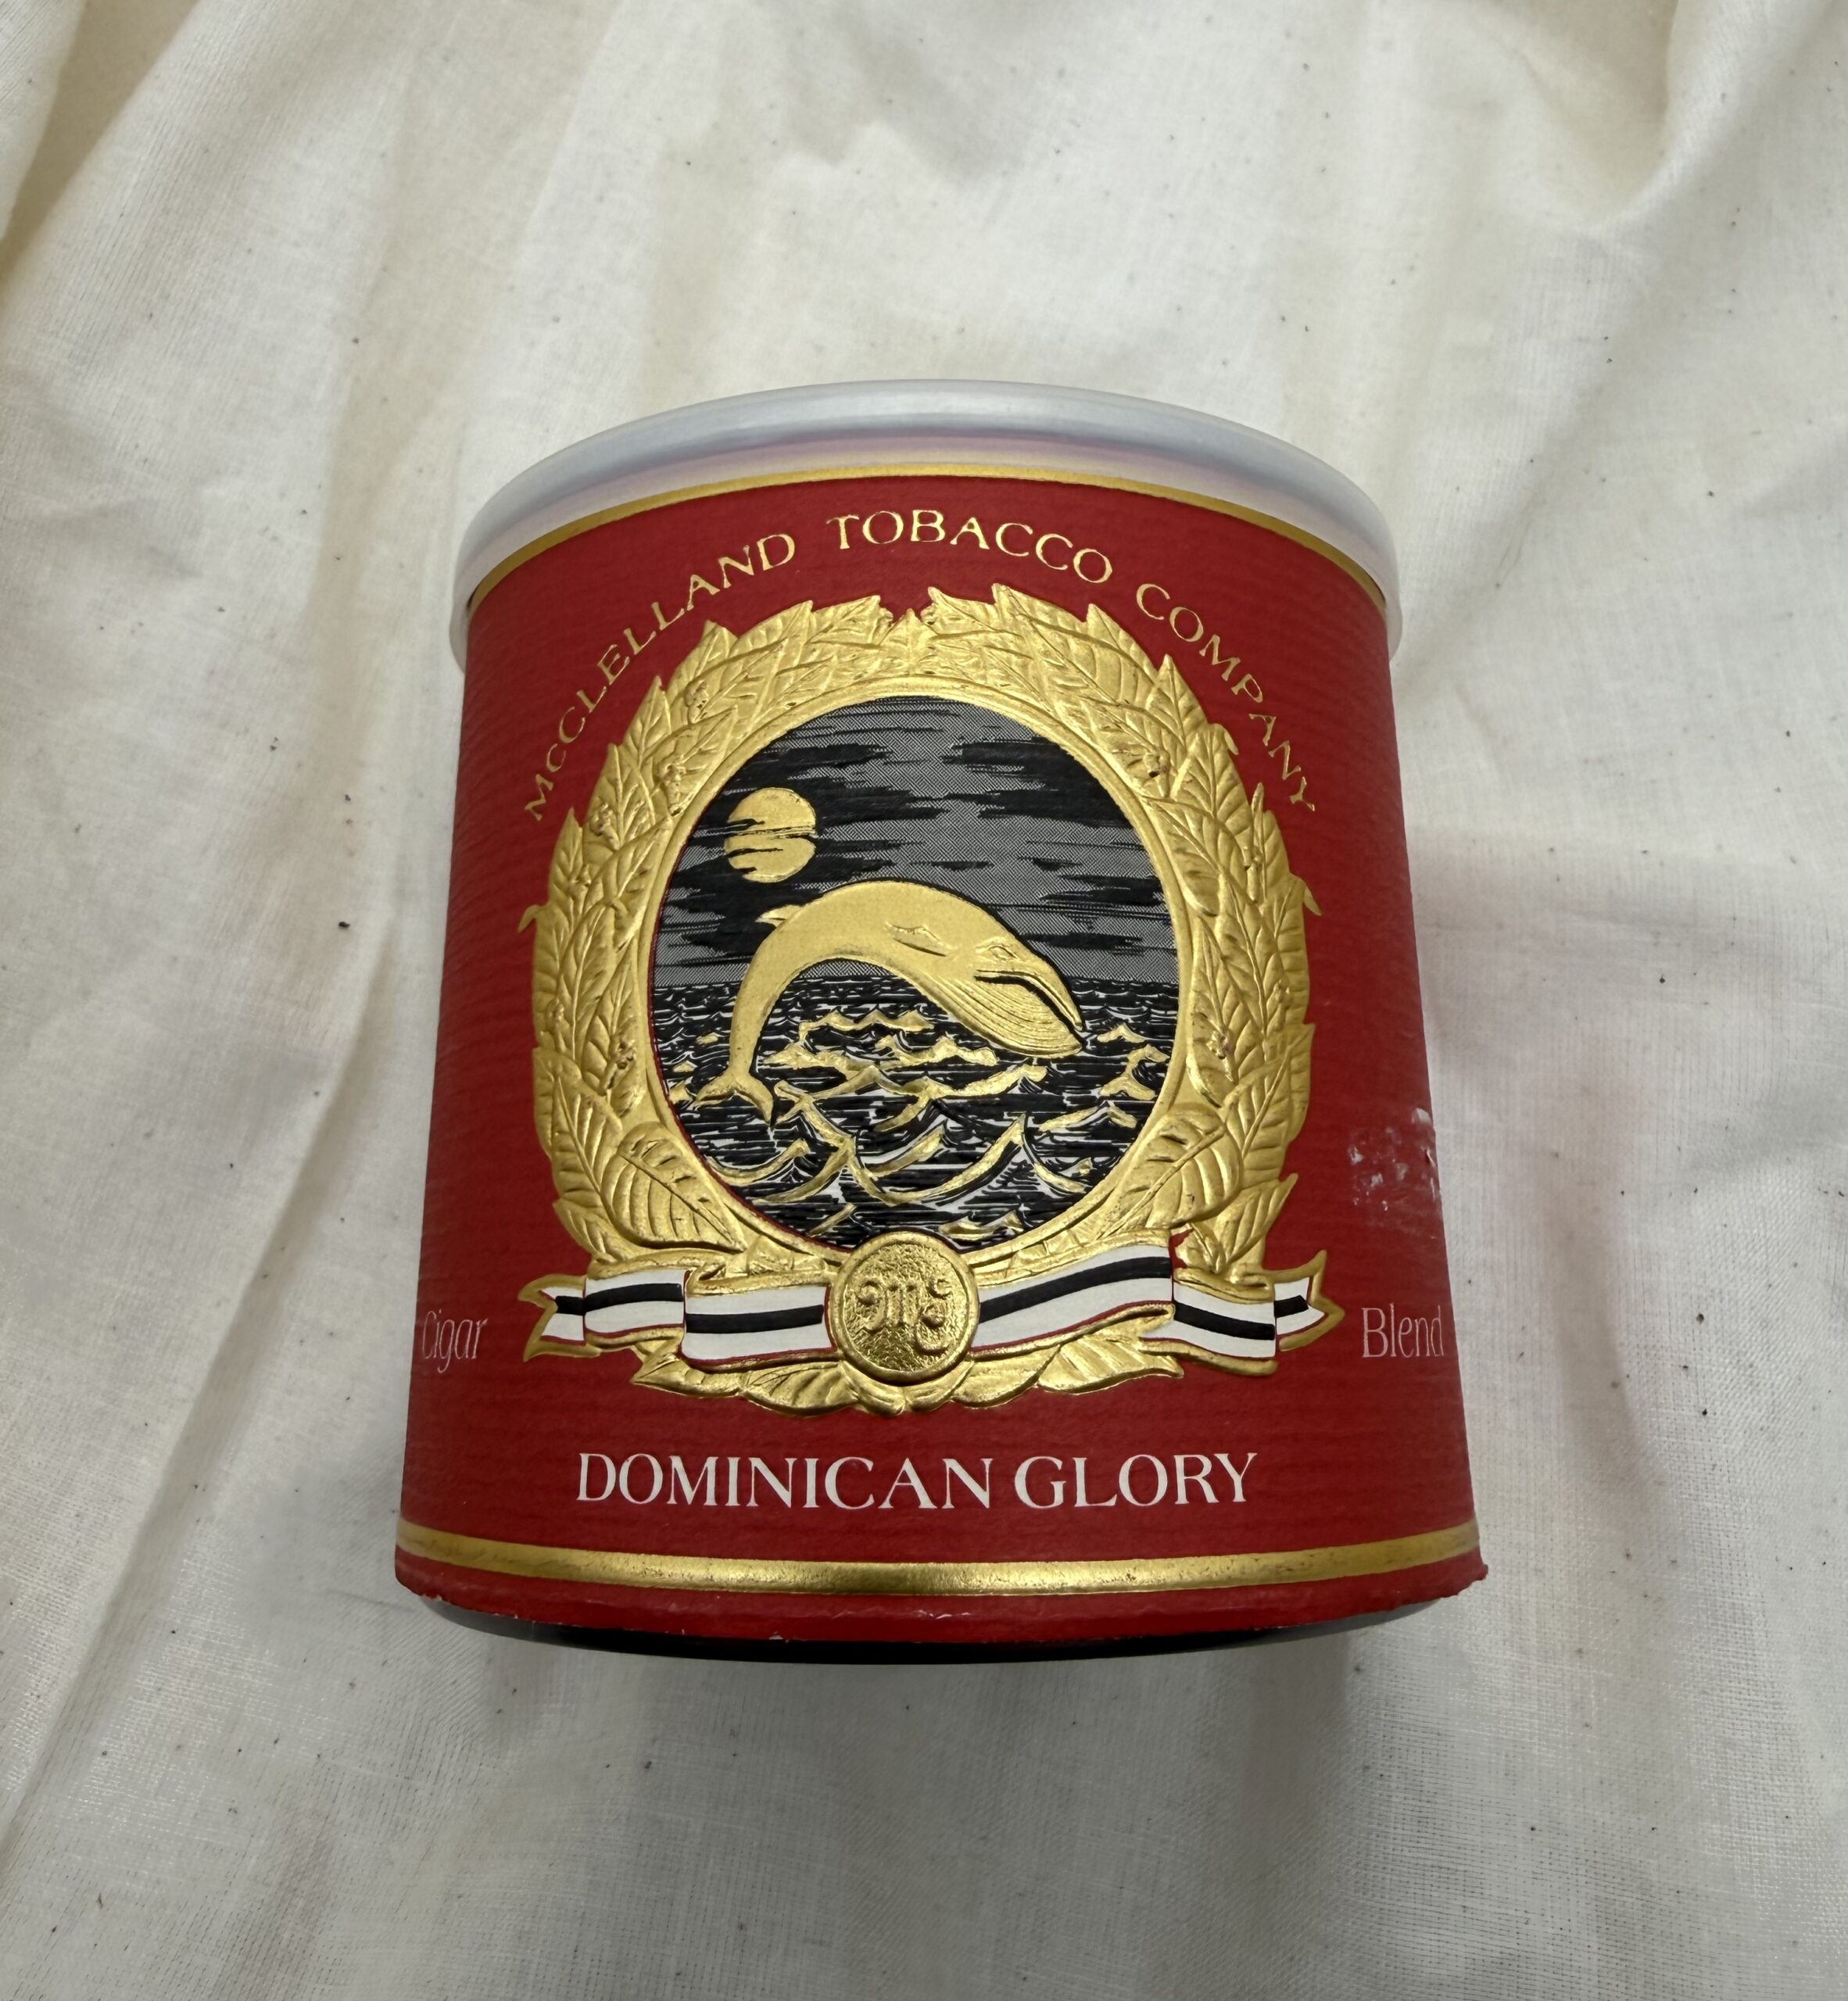 McCLELLAND TOBACCO COMPANY
Cigar
Blend
DOMINICAN GLORY